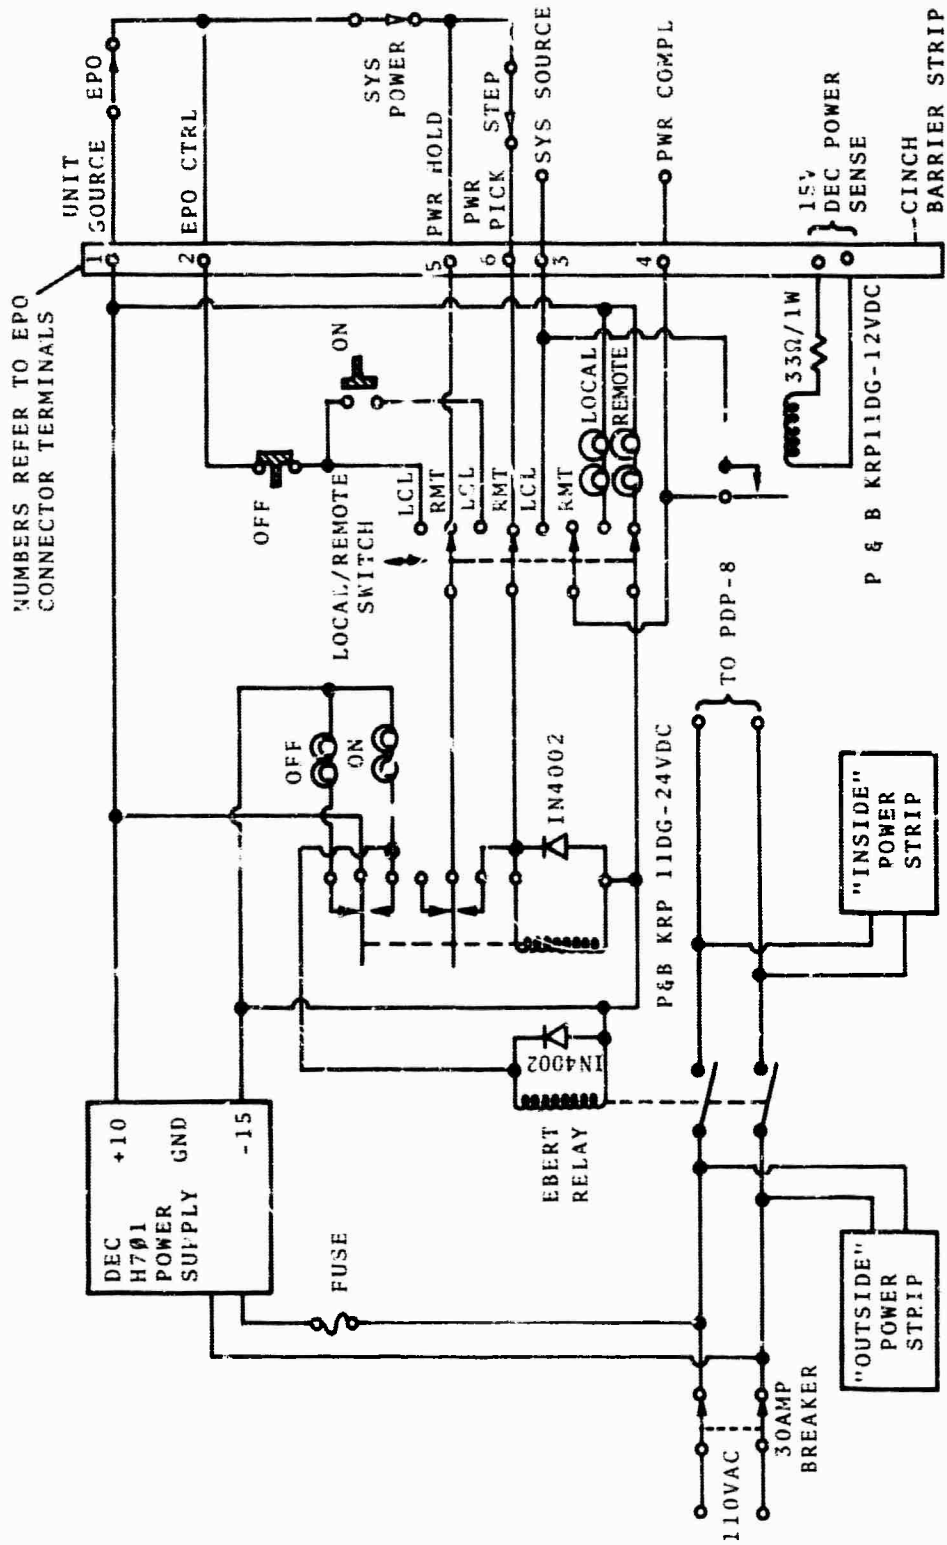 NUMBERS REFER TO EPO
CONNECTOR TERMINALS
UNIT
SOURCE
EPO
1
2
EPO CTRL
SYS
POWER
5
PWR HOLD
6
PWR
PICK
STEP
3
SYS SOURCE
4
PWR COMPL
15V
DEC POWER
SENSE
CINCH
BARRIER STRIP
OFF
ON
LOCAL/REMOTE
SWITCH
LCL
RMT
LCL
RMT
LCL
RMT
LOCAL
REMOTE
33Ω/1W
P & B KRP11DG-12VDC
DEC
H7Ø1
POWER
SUPPLY
+10
GND
-15
OFF
ON
IN4002
P&B KRP 11DG-24VDC
IN4002
EBERT
RELAY
TO PDP-8
FUSE
110VAC
30AMP
BREAKER
"OUTSIDE"
POWER
STRIP
"INSIDE"
POWER
STRIP